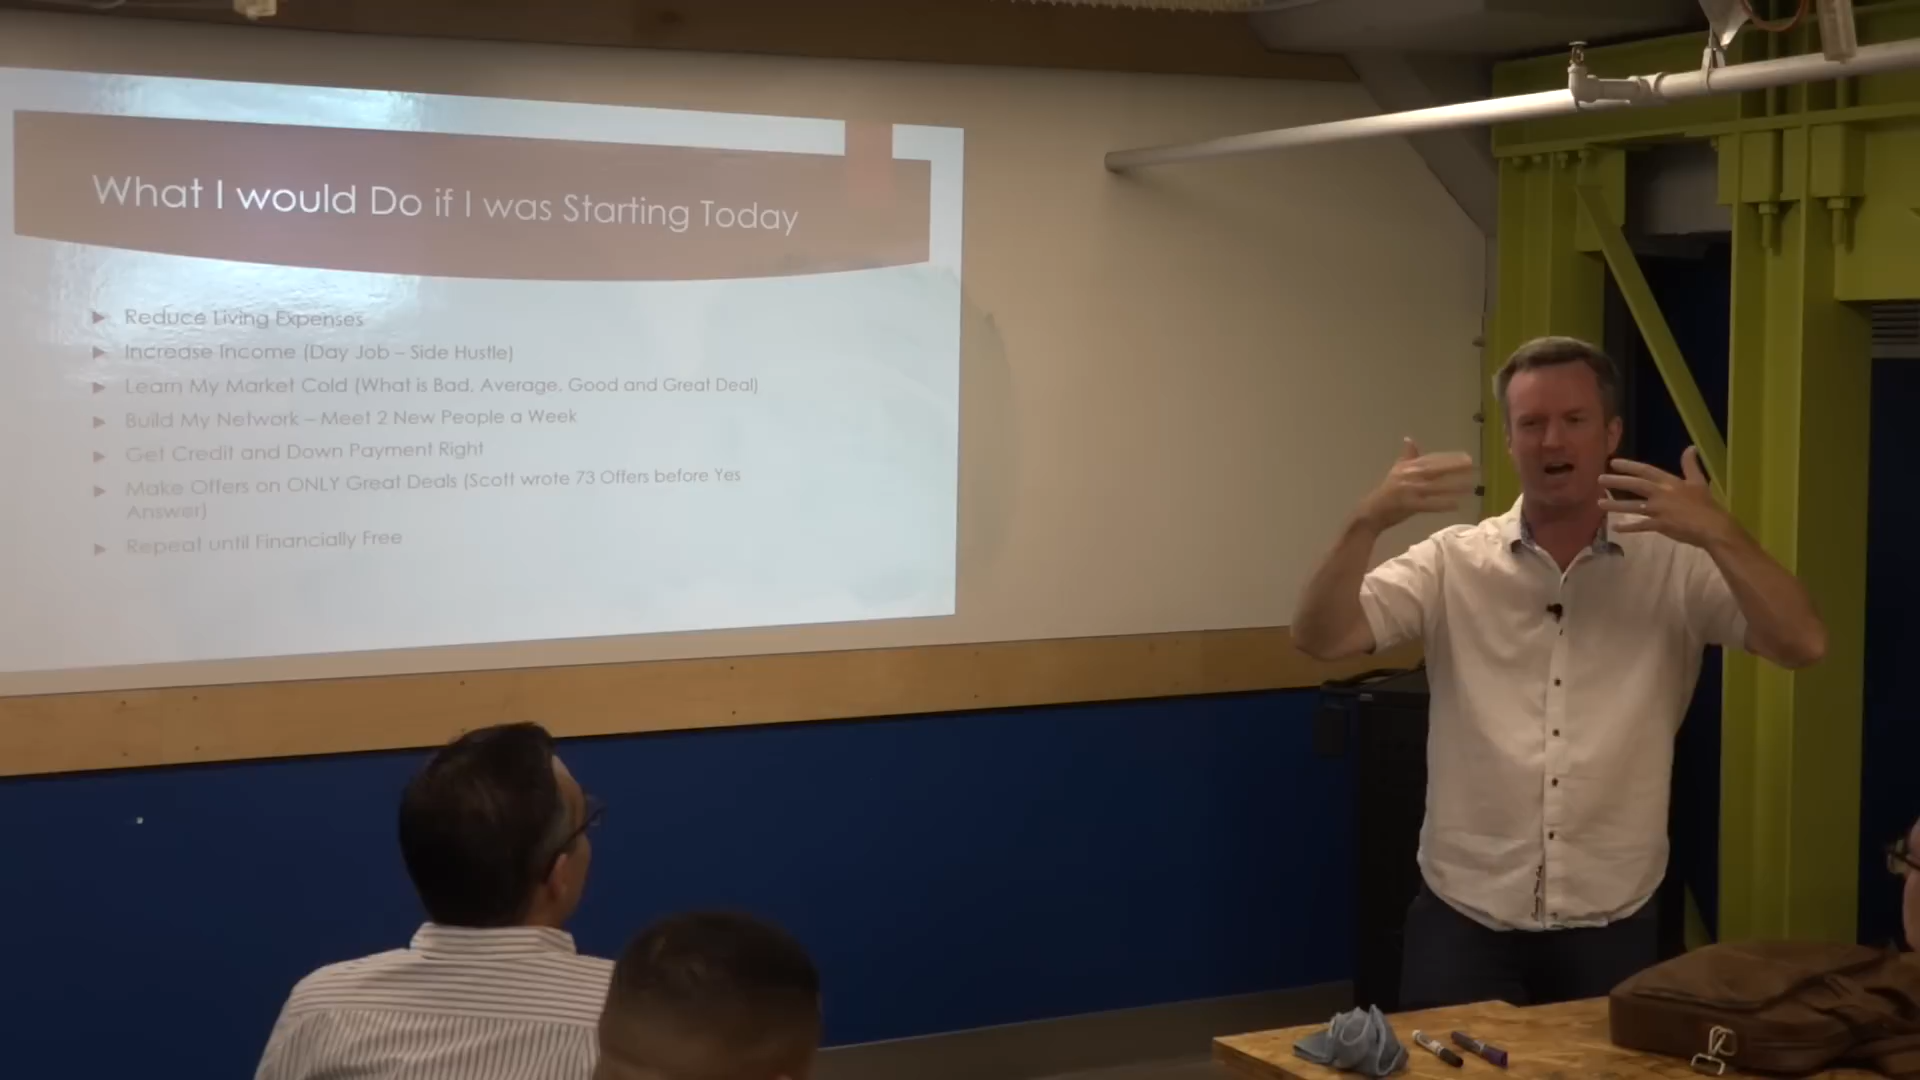 What I would Do if I was Starting Today
Reduce Living Expenses
Increase Income (Day Job – Side Hustle)
Learn My Market Cold (What is Bad, Average, Good and Great Deal)
Build My Network – Meet 2 New People a Week
Get Credit and Down Payment Right
Make Offers on ONLY Great Deals (Scott wrote 73 Offers before Yes
Answer)
Repeat until Financially Free